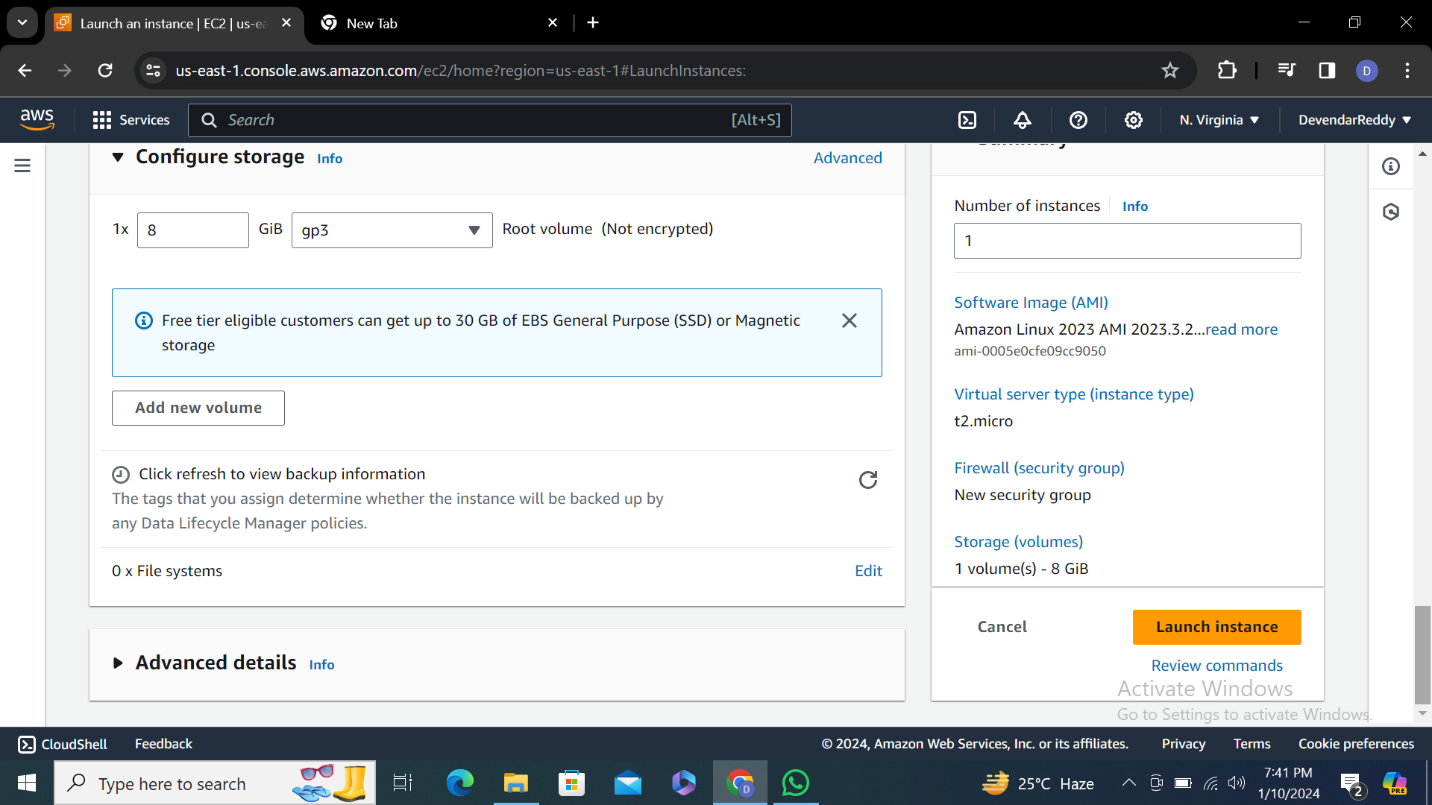 Launch an instance | EC2 | us-ea
New Tab
us-east-1.console.aws.amazon.com/ec2/home?region=us-east-1#LaunchInstances:
D
aws
Services
Search
[Alt+S]
N. Virginia
DevendarReddy
Configure storage
Info
Advanced
1x
8
GiB
gp3
Root volume (Not encrypted)
Free tier eligible customers can get up to 30 GB of EBS General Purpose (SSD) or Magnetic
storage
Add new volume
Click refresh to view backup information
The tags that you assign determine whether the instance will be backed up by
any Data Lifecycle Manager policies.
0 x File systems
Edit
Advanced details
Info
Number of instances
Info
1
Software Image (AMI)
Amazon Linux 2023 AMI 2023.3.2...read more
ami-0005e0cfe09cc9050
Virtual server type (instance type)
t2.micro
Firewall (security group)
New security group
Storage (volumes)
1 volume(s) - 8 GiB
Cancel
Launch instance
Review commands
Activate Windows
Go to Settings to activate Windows.
CloudShell
Feedback
© 2024, Amazon Web Services, Inc. or its affiliates.
Privacy
Terms
Cookie preferences
Type here to search
D
25°C Haze
7:41 PM
1/10/2024
2
PRE